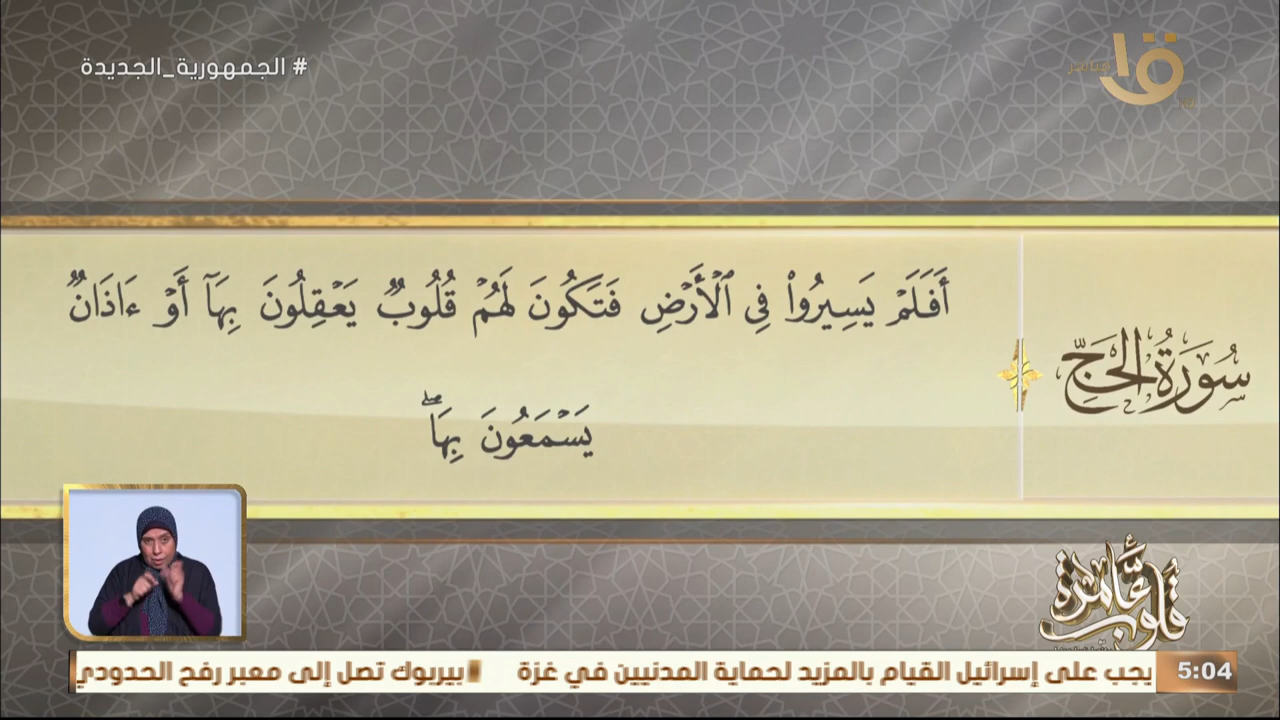 # الجمهورية_الجديدة
مباشر
سُورَةُ الحَجِّ
أَفَلَمْ يَسِيرُوا۟ فِي ٱلْأَرْضِ فَتَكُونَ لَهُمْ قُلُوبٌ يَعْقِلُونَ بِهَآ أَوْ ءَاذَانٌ
يَسْمَعُونَ بِهَا ۖ
قلوب عامرة
5:04 يجب على إسرائيل القيام بالمزيد لحماية المدنيين في غزة بيربوك تصل إلى معبر رفح الحدودي